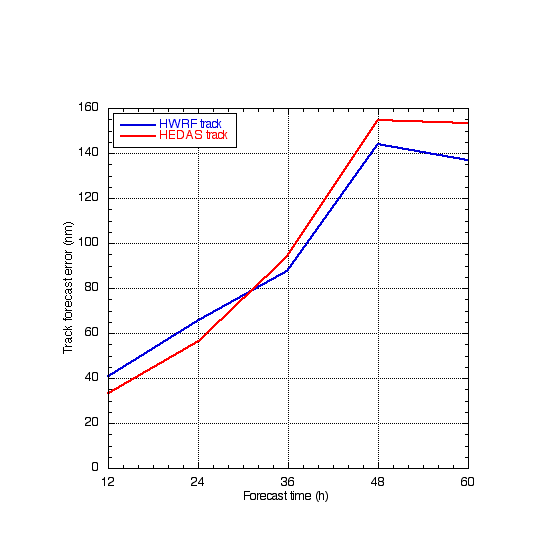 160
HWRF track
HEDAS track
140
120
100
80
60
40
20
0
Track forecast error (nm)
12 24 36 48 60
Forecast time (h)